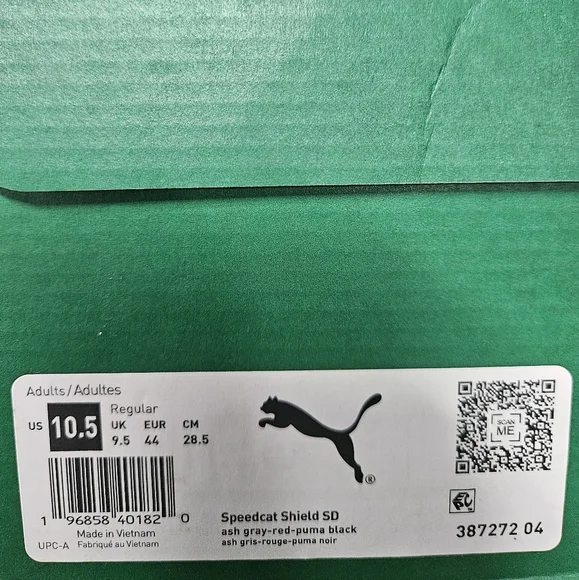 Adults / Adultes
Regular
US 10.5 UK EUR CM
9.5 44 28.5
SCAN
ME
1 96858 40182 0
Made in Vietnam
UPC-A Fabriqué au Vietnam
Speedcat Shield SD
ash gray-red-puma black
ash gris-rouge-puma noir
®
387272 04